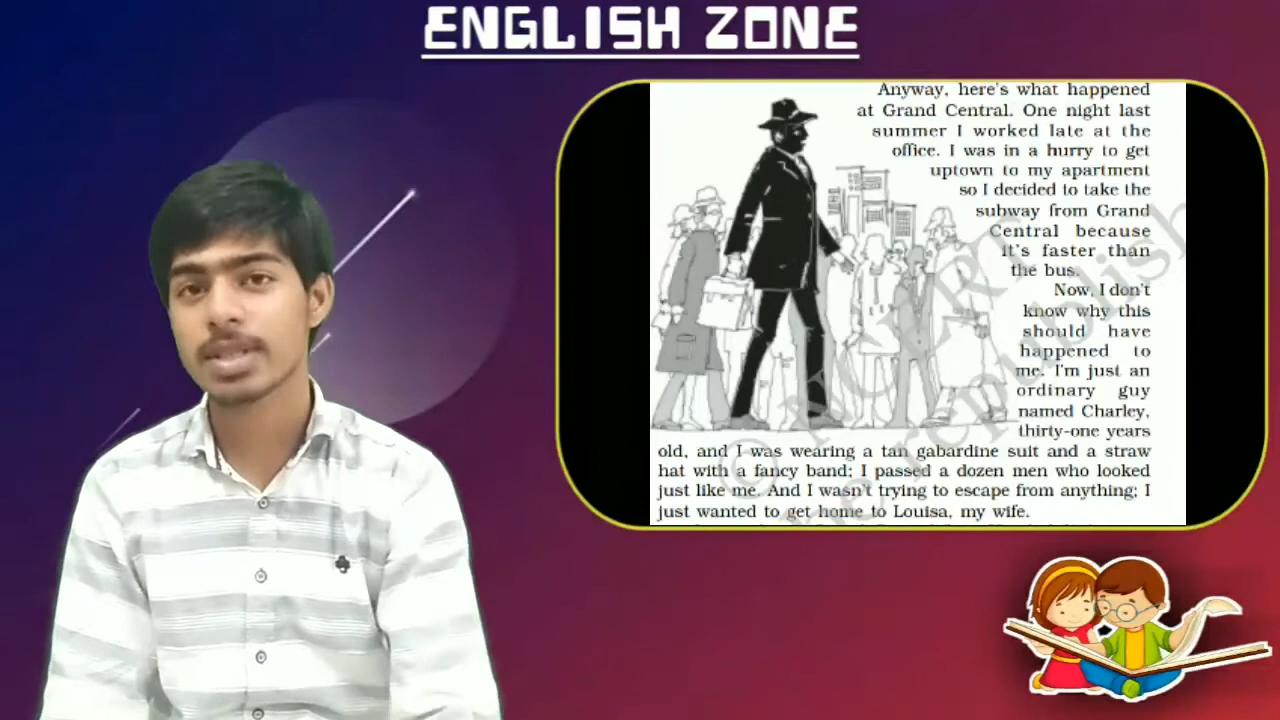 ENGLISH ZONE
Anyway, here's what happened
at Grand Central. One night last
summer I worked late at the
office. I was in a hurry to get
uptown to my apartment
so I decided to take the
subway from Grand
Central because
it's faster than
the bus.
Now, I don't
know why this
should have
happened to
me. I'm just an
ordinary guy
named Charley,
thirty-one years
old, and I was wearing a tan gabardine suit and a straw
hat with a fancy band; I passed a dozen men who looked
just like me. And I wasn't trying to escape from anything; I
just wanted to get home to Louisa, my wife.
© NCERT
be republish